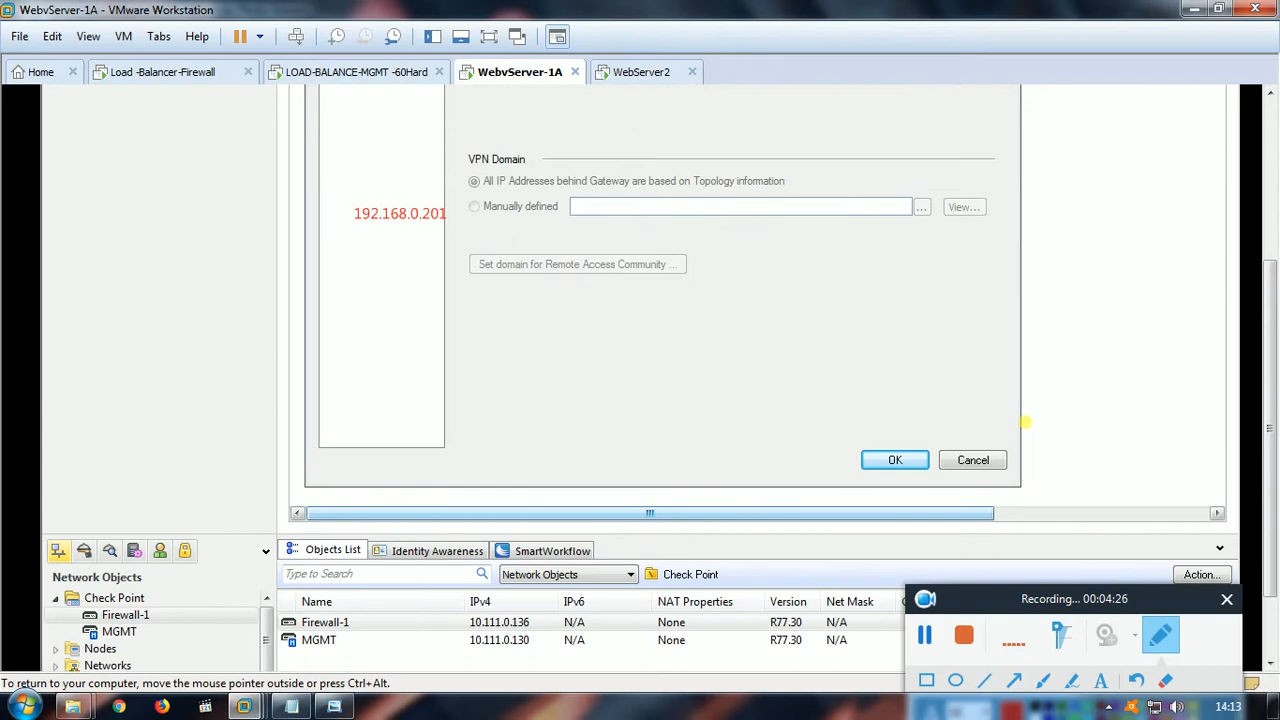 WebvServer-1A - VMware Workstation
File Edit View VM Tabs Help
Home Load -Balancer-Firewall LOAD-BALANCE-MGMT -60Hard WebvServer-1A WebServer2
VPN Domain
All IP Addresses behind Gateway are based on Topology information
Manually defined ... View...
192.168.0.201
Set domain for Remote Access Community ...
OK Cancel
Objects List Identity Awareness SmartWorkflow
Type to Search Network Objects Check Point Action...
Network Objects
Check Point
Firewall-1
MGMT
Nodes
Networks
Name IPv4 IPv6 NAT Properties Version Net Mask
Firewall-1 10.111.0.136 N/A None R77.30 N/A
MGMT 10.111.0.130 N/A None R77.30 N/A
Recording... 00:04:26
To return to your computer, move the mouse pointer outside or press Ctrl+Alt.
14:13